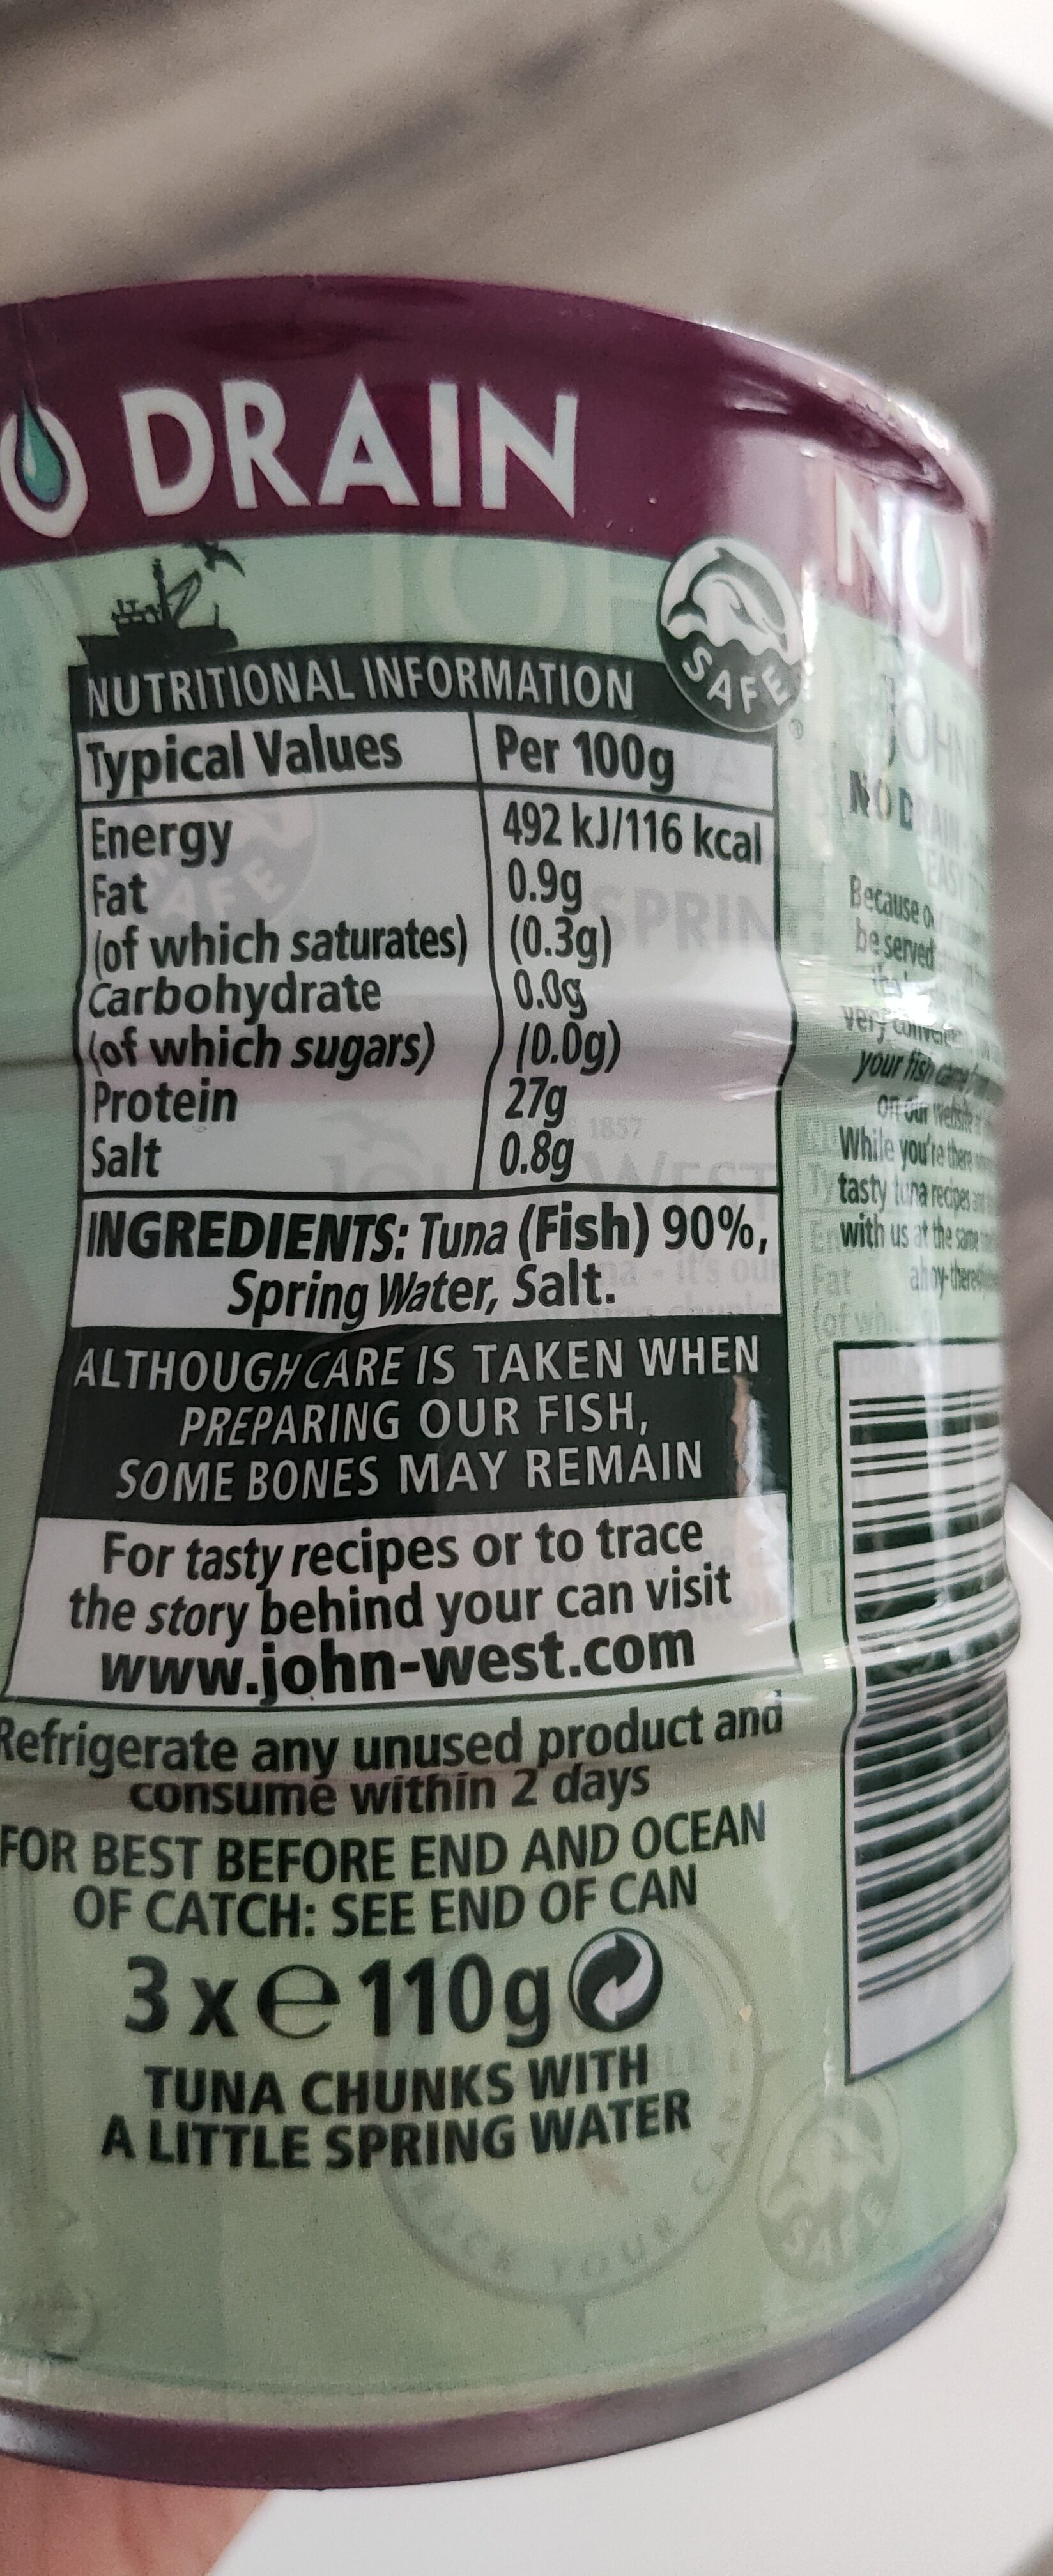 DRAIN
SAFE
NUTRITIONAL INFORMATION
Typical Values Per 100g
Energy 492 kJ/116 kcal
Fat 0.9g
(of which saturates) (0.3g)
Carbohydrate 0.0g
(of which sugars) (0.0g)
Protein 27g
Salt 0.8g
INGREDIENTS: Tuna (Fish) 90%,
Spring Water, Salt.
ALTHOUGH CARE IS TAKEN WHEN
PREPARING OUR FISH,
SOME BONES MAY REMAIN
For tasty recipes or to trace
the story behind your can visit
www.john-west.com
Refrigerate any unused product and
consume within 2 days
FOR BEST BEFORE END AND OCEAN
OF CATCH: SEE END OF CAN
3 x e 110g
TUNA CHUNKS WITH
A LITTLE SPRING WATER
NO
JOHN
NO DRAIN
Because
be served
very
your fish came
on our website
While you're there
tasty tuna recipes
with us at the same
SAFE